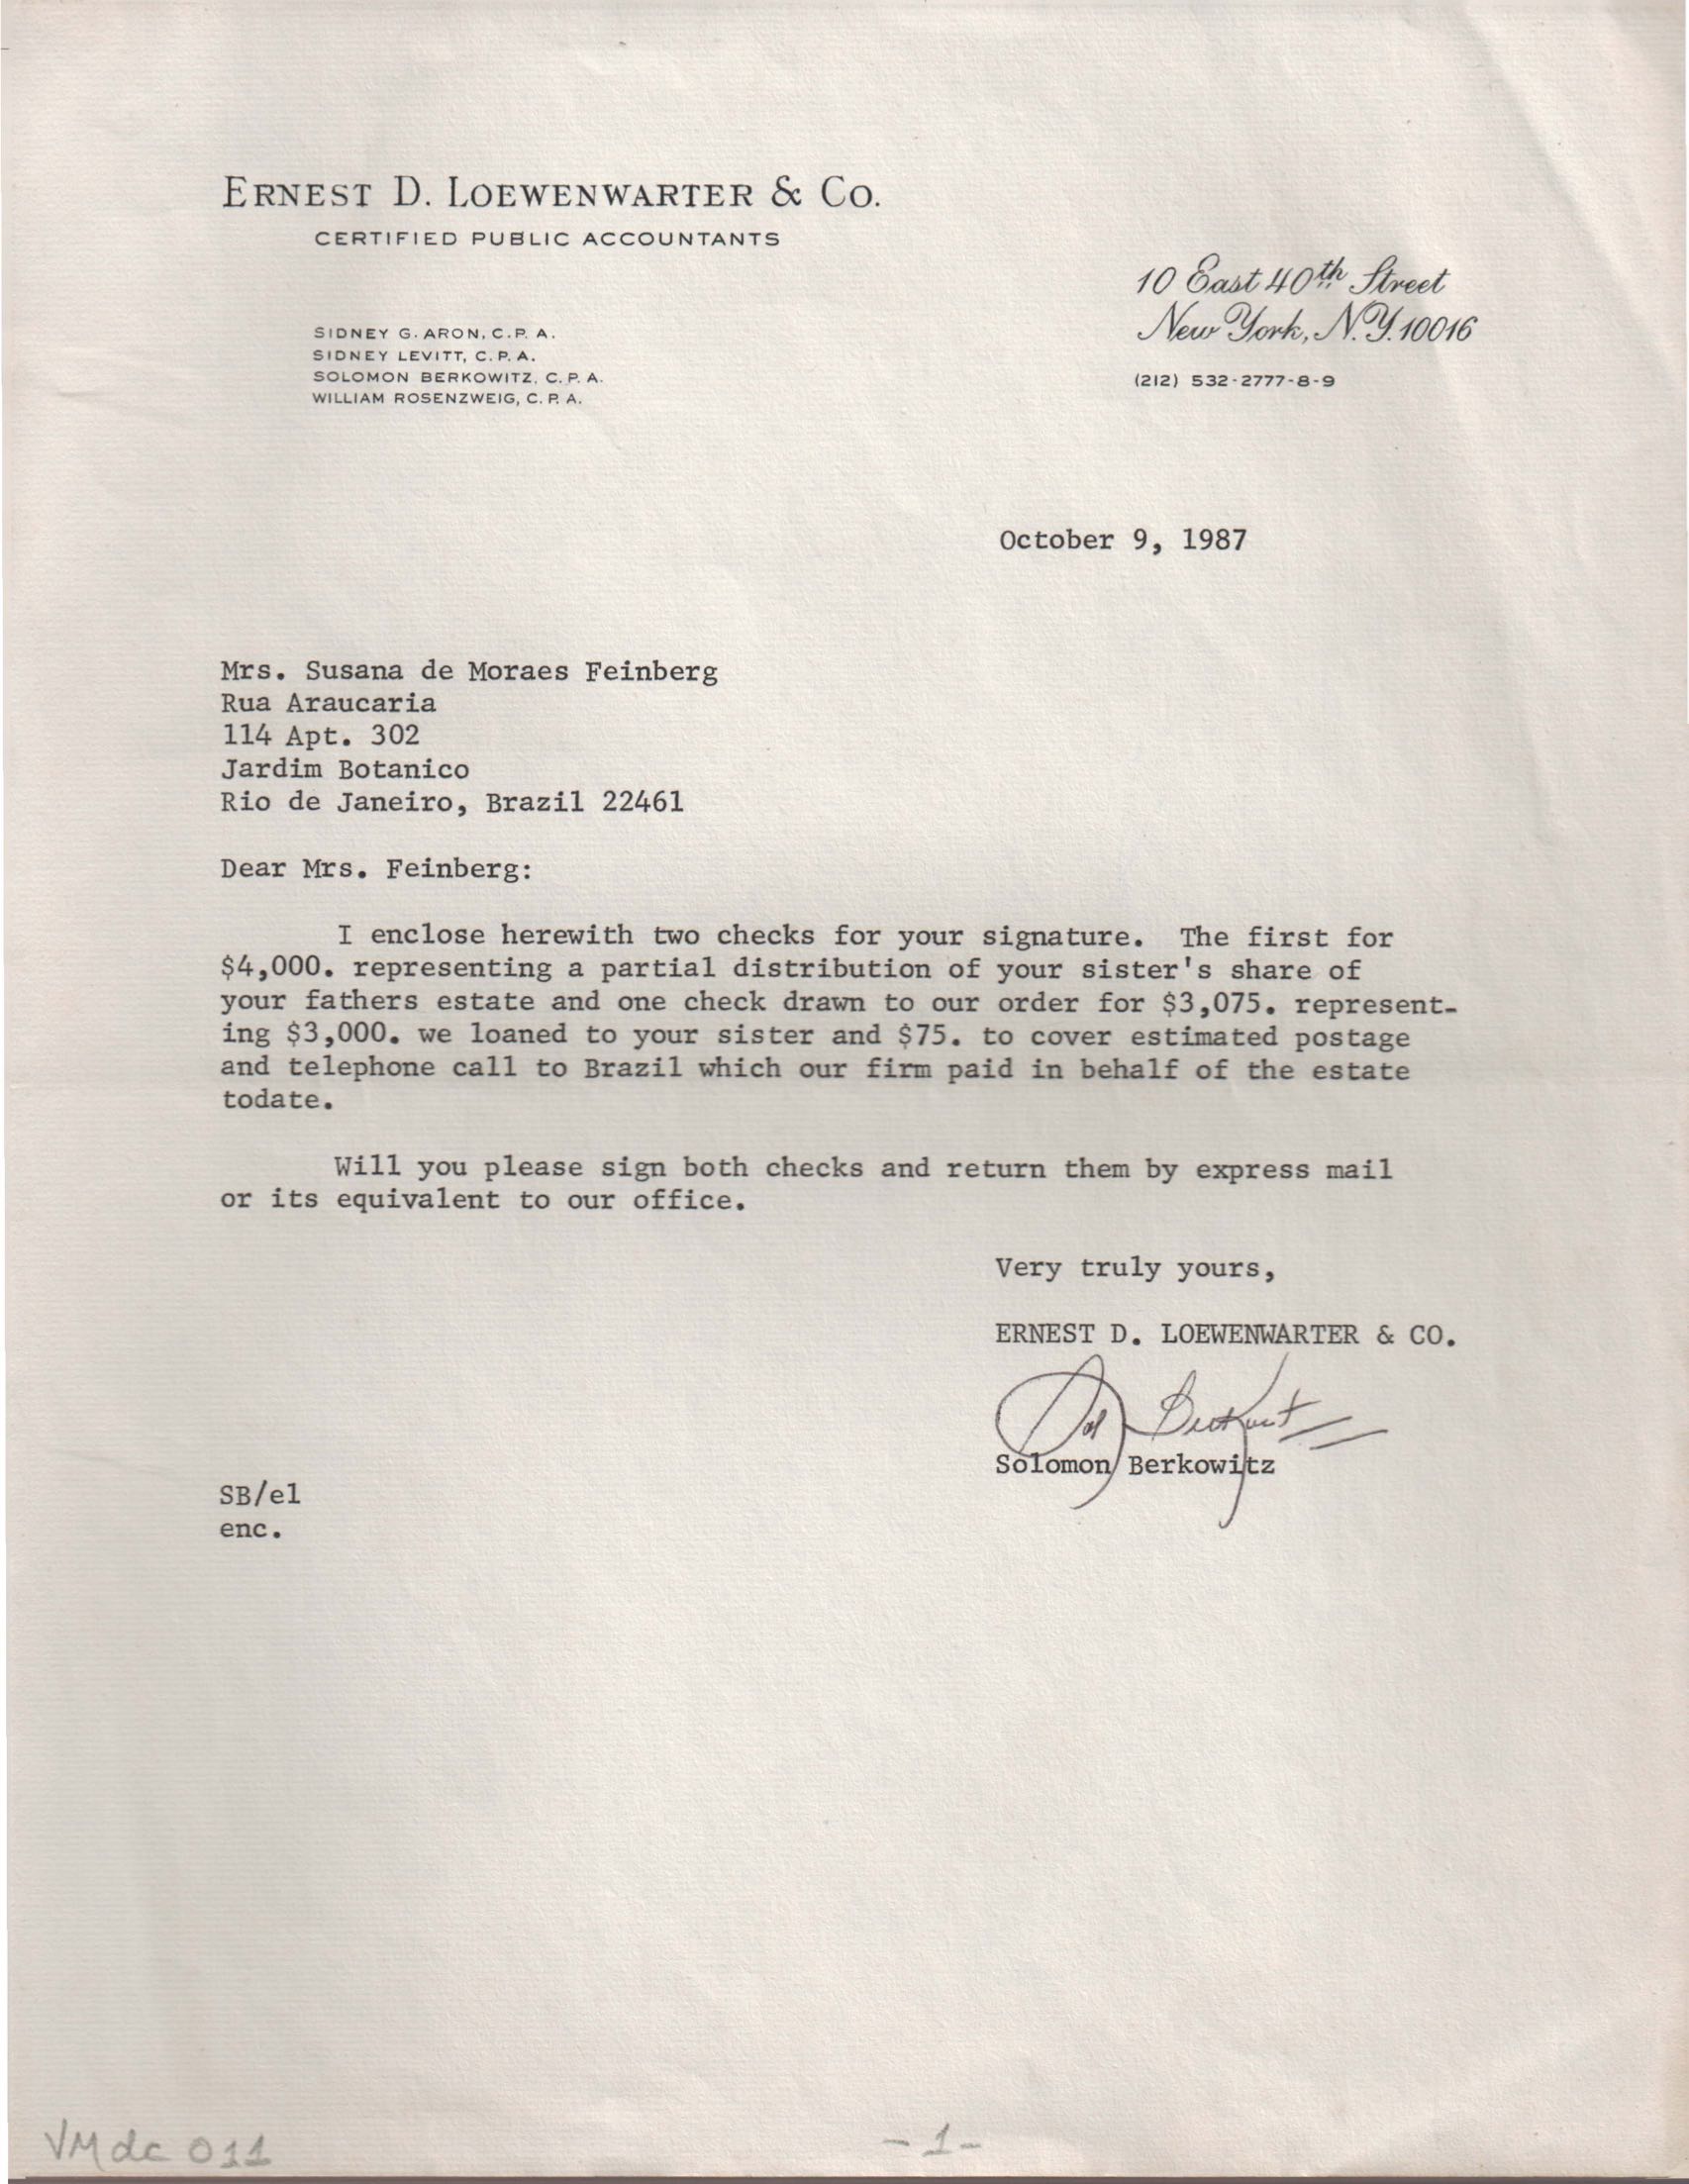 ERNEST D. LOEWENWARTER & CO.
CERTIFIED PUBLIC ACCOUNTANTS
10 East 40th Street
New York, N.Y. 10016
(212) 532-2777-8-9
SIDNEY G. ARON, C.P.A.
SIDNEY LEVITT, C.P.A.
SOLOMON BERKOWITZ, C.P.A.
WILLIAM ROSENZWEIG, C.P.A.
October 9, 1987
Mrs. Susana de Moraes Feinberg
Rua Araucaria
114 Apt. 302
Jardim Botanico
Rio de Janeiro, Brazil 22461
Dear Mrs. Feinberg:
I enclose herewith two checks for your signature. The first for
$4,000. representing a partial distribution of your sister's share of
your fathers estate and one check drawn to our order for $3,075. represent-
ing $3,000. we loaned to your sister and $75. to cover estimated postage
and telephone call to Brazil which our firm paid in behalf of the estate
todate.
Will you please sign both checks and return them by express mail
or its equivalent to our office.
Very truly yours,
ERNEST D. LOEWENWARTER & CO.
Sol Berkowitz
Solomon Berkowitz
SB/el
enc.
VMdc 011
-1-